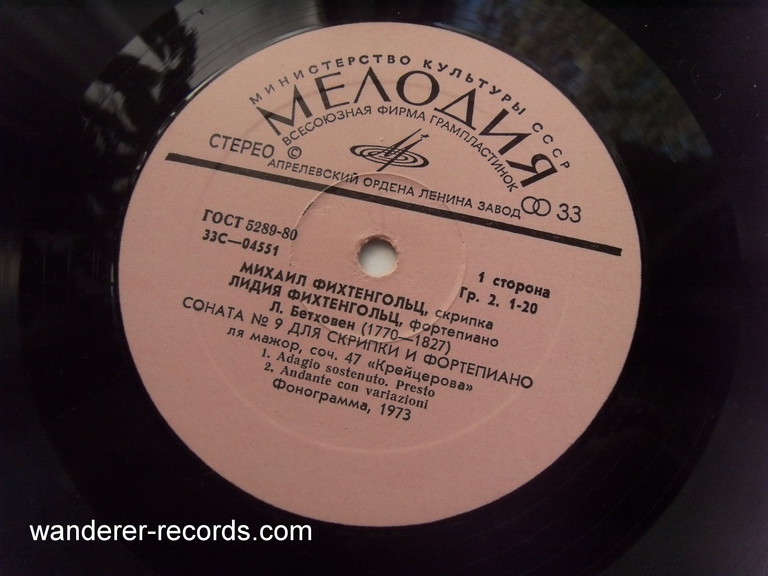 МИНИСТЕРСТВО КУЛЬТУРЫ СССР
МЕЛОДИЯ
ВСЕСОЮЗНАЯ ФИРМА ГРАМПЛАСТИНОК
СТЕРЕО ©
АПРЕЛЕВСКИЙ ОРДЕНА ЛЕНИНА ЗАВОД
33
ГОСТ 5289-80
33С—04551
1 сторона
Гр. 2. 1-20
МИХАИЛ ФИХТЕНГОЛЬЦ, скрипка
ЛИДИЯ ФИХТЕНГОЛЬЦ, фортепиано
Л. Бетховен (1770—1827)
СОНАТА № 9 ДЛЯ СКРИПКИ И ФОРТЕПИАНО
ля мажор, соч. 47 «Крейцерова»
1. Adagio sostenuto. Presto
2. Andante con variazioni
Фонограмма, 1973
wanderer-records.com